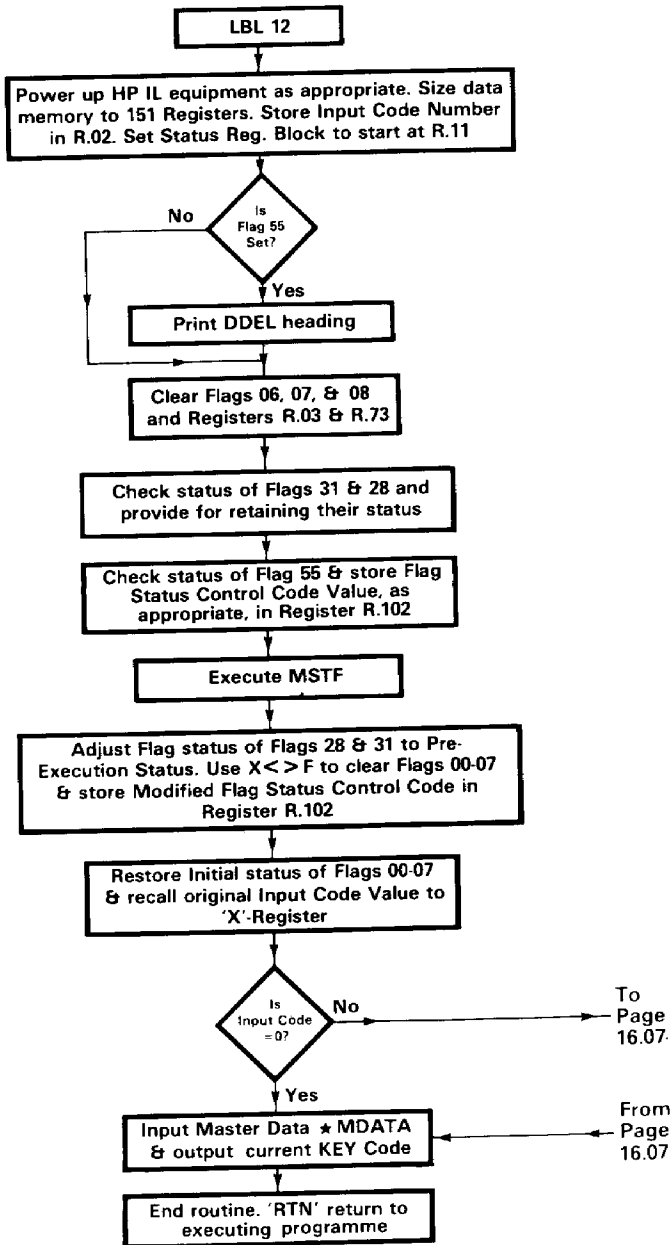 LBL 12
Power up HP IL equipment as appropriate. Size data
memory to 151 Registers. Store Input Code Number
in R.02. Set Status Reg. Block to start at R.11
Is
Flag 55
Set?
No
Yes
Print DDEL heading
Clear Flags 06, 07, & 08
and Registers R.03 & R.73
Check status of Flags 31 & 28 and
provide for retaining their status
Check status of Flag 55 & store Flag
Status Control Code Value, as
appropriate, in Register R.102
Execute MSTF
Adjust Flag status of Flags 28 & 31 to Pre-
Execution Status. Use X< >F to clear Flags 00-07
& store Modified Flag Status Control Code in
Register R.102
Restore Initial status of Flags 00-07
& recall original Input Code Value to
'X'-Register
Is
Input Code
=0?
No
To
Page
16.07
Yes
Input Master Data ★ MDATA
& output current KEY Code
From
Page
16.07
End routine. 'RTN' return to
executing programme